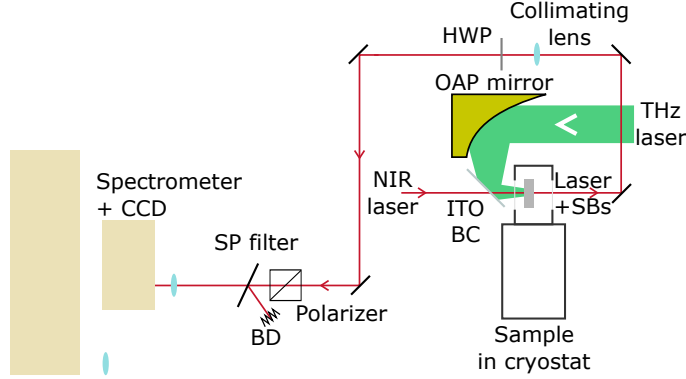 Collimating
lens
HWP
OAP mirror
THz
laser
NIR
laser
Laser
+SBs
ITO
BC
Spectrometer
+ CCD
SP filter
Polarizer
BD
Sample
in cryostat